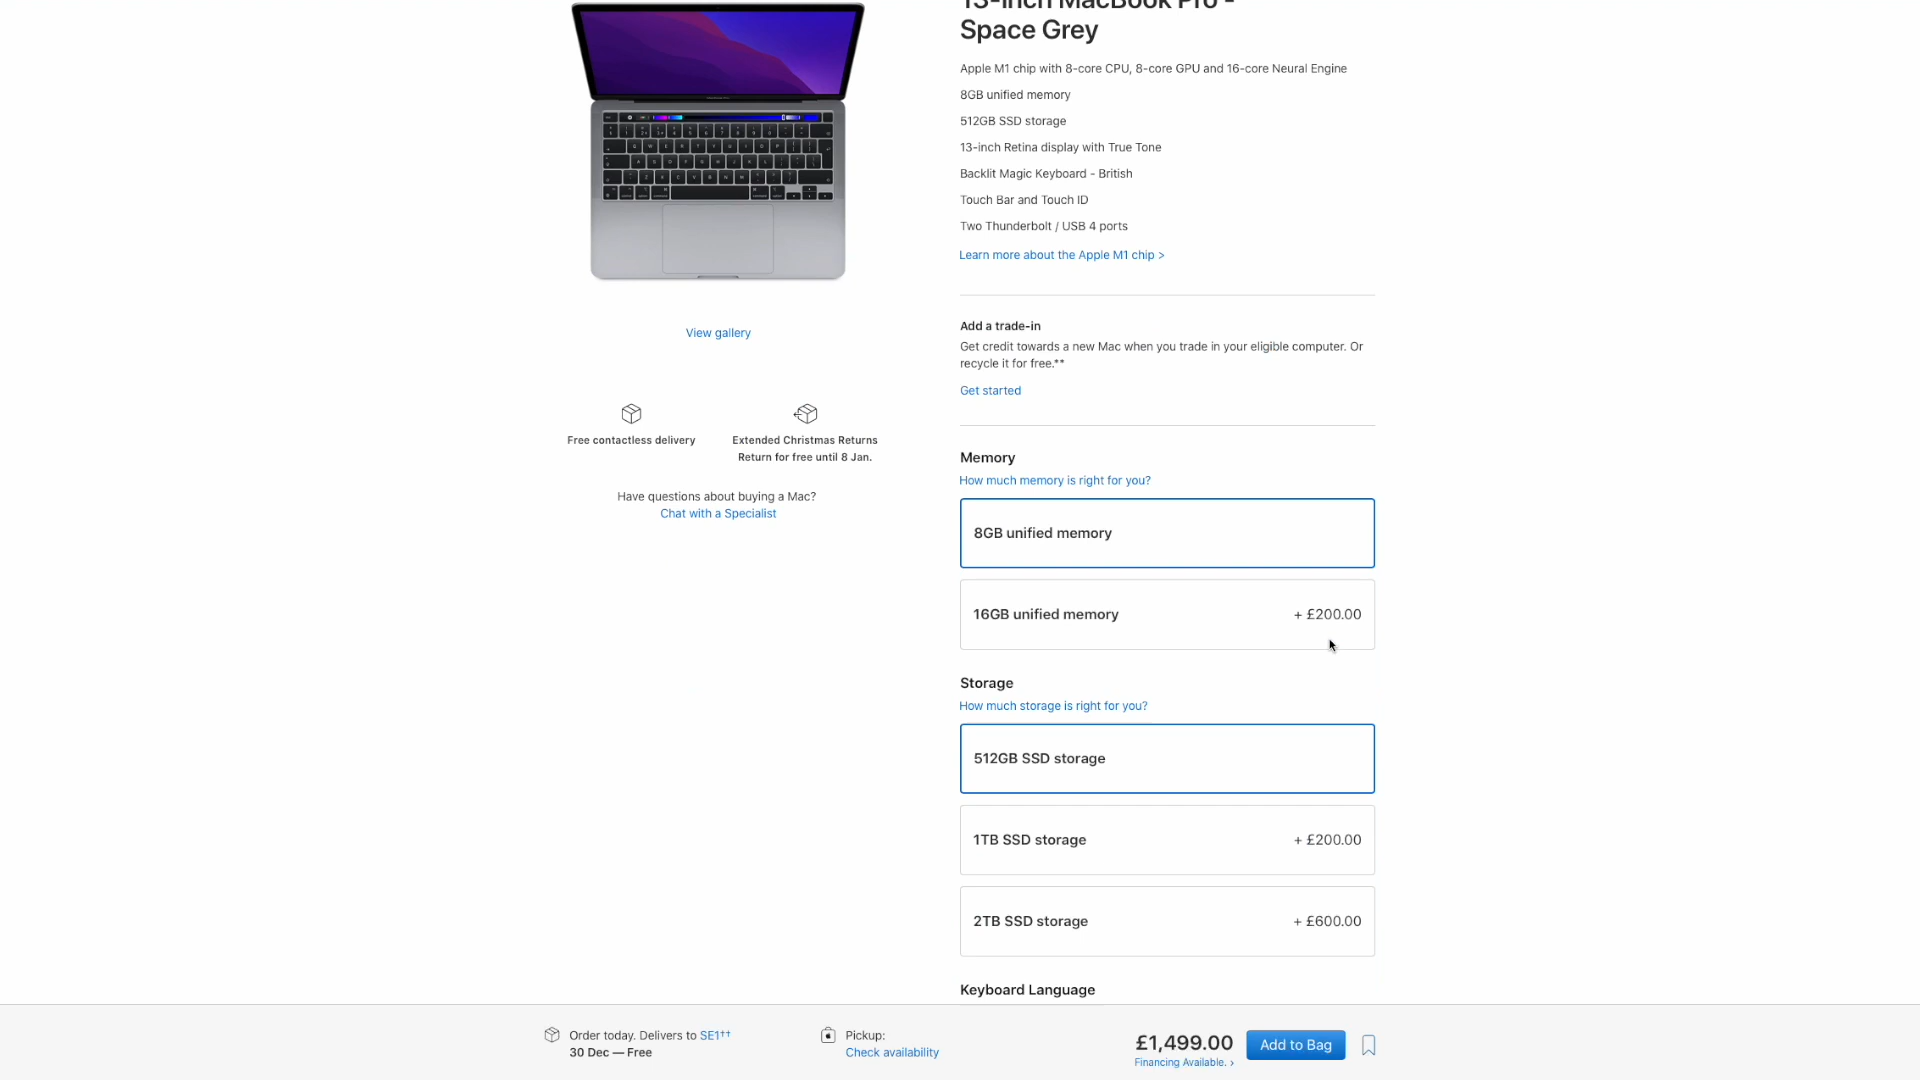 13-inch MacBook Pro -
Space Grey
Apple M1 chip with 8-core CPU, 8-core GPU and 16-core Neural Engine
8GB unified memory
512GB SSD storage
13-inch Retina display with True Tone
Backlit Magic Keyboard - British
Touch Bar and Touch ID
Two Thunderbolt / USB 4 ports
Learn more about the Apple M1 chip >
View gallery
Add a trade-in
Get credit towards a new Mac when you trade in your eligible computer. Or
recycle it for free.**
Get started
Free contactless delivery
Extended Christmas Returns
Return for free until 8 Jan.
Have questions about buying a Mac?
Chat with a Specialist
Memory
How much memory is right for you?
8GB unified memory
16GB unified memory + £200.00
Storage
How much storage is right for you?
512GB SSD storage
1TB SSD storage + £200.00
2TB SSD storage + £600.00
Keyboard Language
Order today. Delivers to SE1††
30 Dec — Free
Pickup:
Check availability
£1,499.00
Financing Available. >
Add to Bag